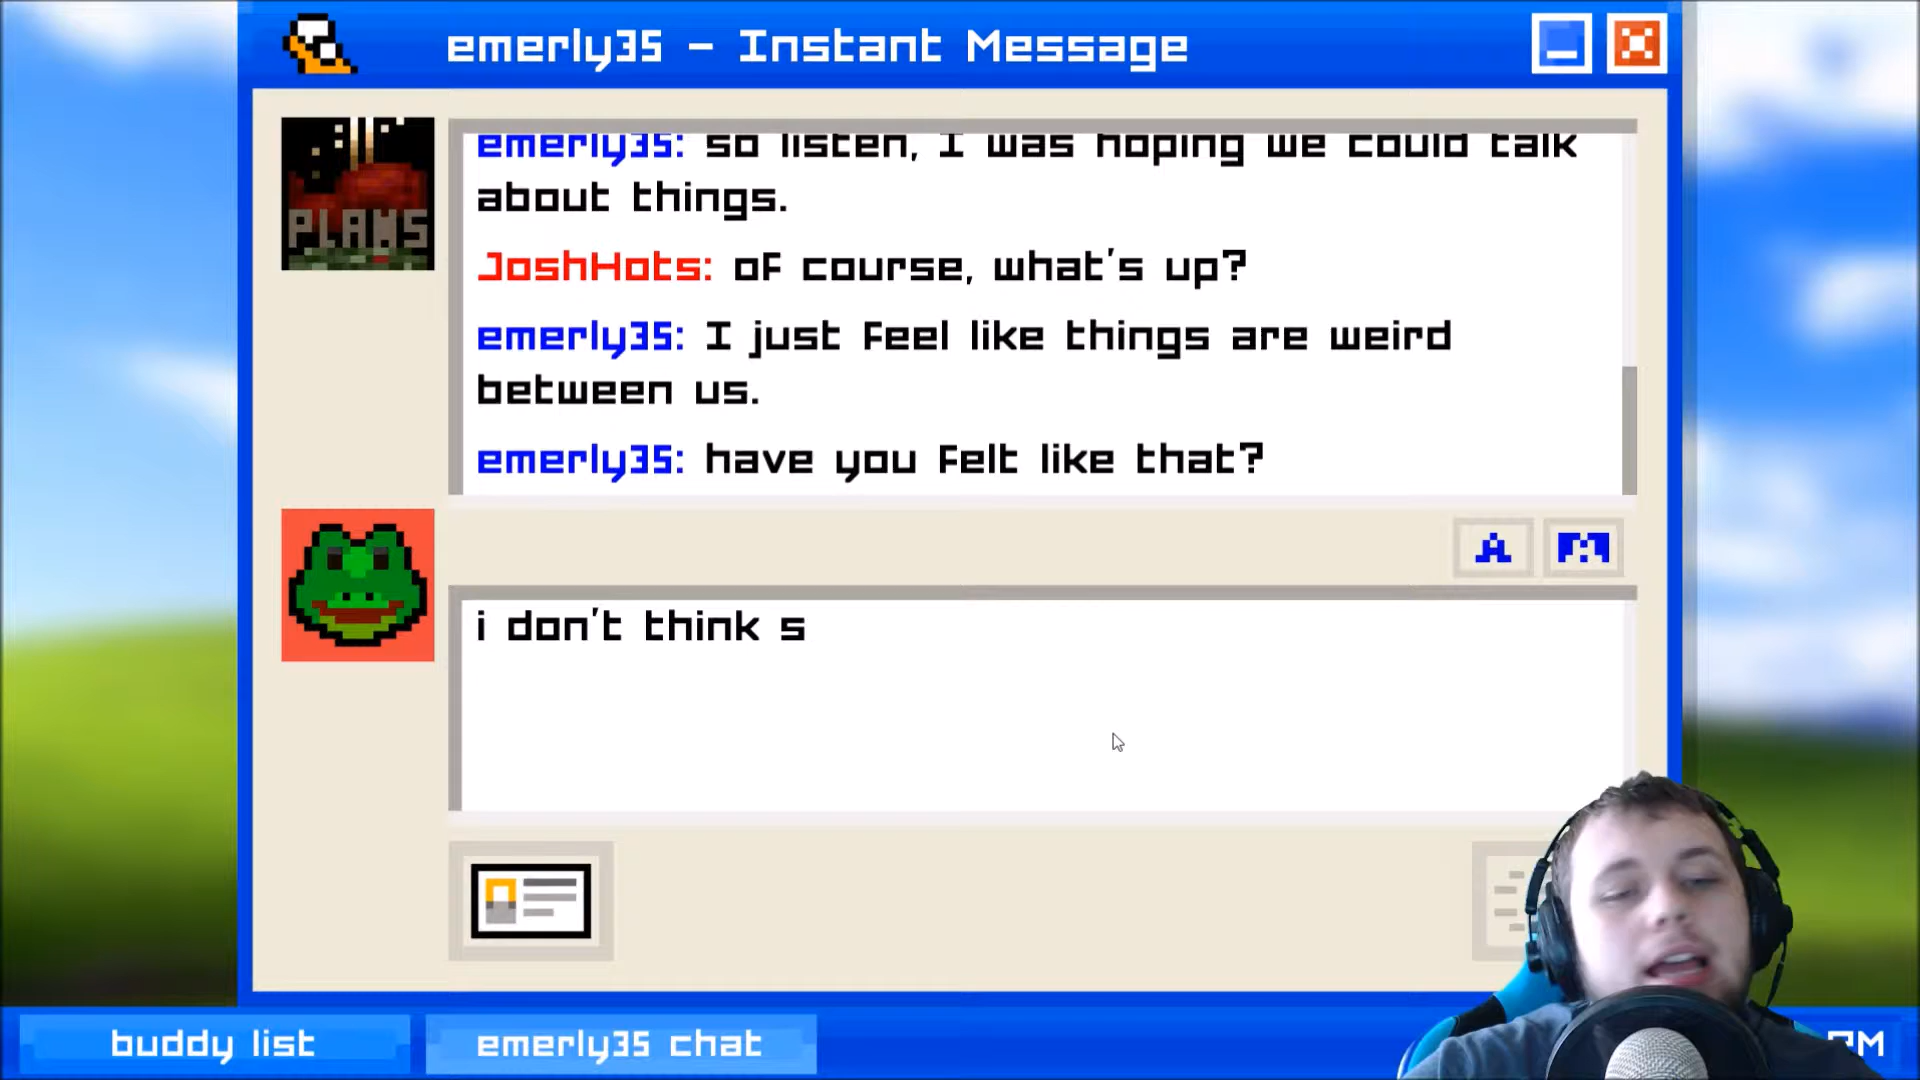 emerly35 – Instant Message
PLANS
emerly35: so listen, I was hoping we could talk
about things.
JoshHots: of course, what's up?
emerly35: I just feel like things are weird
between us.
emerly35: have you felt like that?
A
i don't think s
buddy list
emerly35 chat